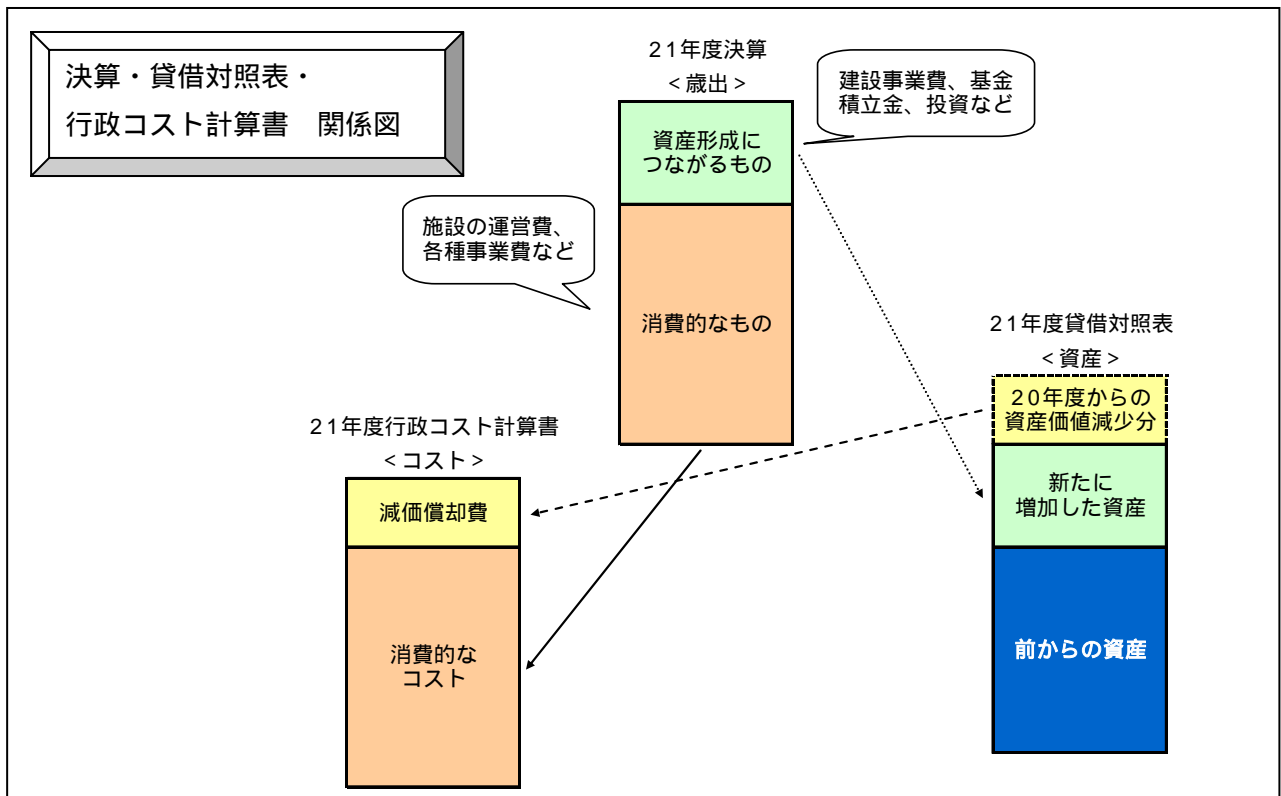 決算・貸借対照表・
行政コスト計算書　関係図
21年度決算
＜歳出＞
建設事業費、基金
積立金、投資など
資産形成に
つながるもの
施設の運営費、
各種事業費など
消費的なもの
21年度貸借対照表
＜資産＞
20年度からの
資産価値減少分
新たに
増加した資産
前からの資産
21年度行政コスト計算書
＜コスト＞
減価償却費
消費的な
コスト